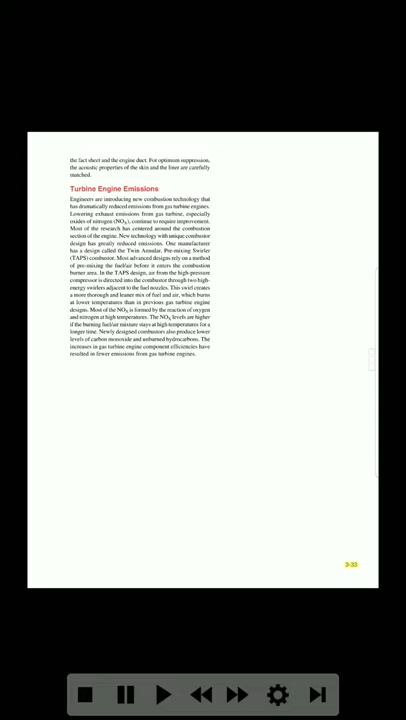 the fact sheet and the engine duct. For optimum suppression,
the acoustic properties of the skin and the liner are carefully
matched.
Turbine Engine Emissions
Engineers are introducing new combustion technology that
has dramatically reduced emissions from gas turbine engines.
Lowering exhaust emissions from gas turbine, especially
oxides of nitrogen (NOX), continue to require improvement.
Most of the research has centered around the combustion
section of the engine. New technology with unique combustor
design has greatly reduced emissions. One manufacturer
has a design called the Twin Annular, Pre-mixing Swirler
(TAPS) combustor. Most advanced designs rely on a method
of pre-mixing the fuel/air before it enters the combustion
burner area. In the TAPS design, air from the high-pressure
compressor is directed into the combustor through two high-
energy swirlers adjacent to the fuel nozzles. This swirl creates
a more thorough and leaner mix of fuel and air, which burns
at lower temperatures than in previous gas turbine engine
designs. Most of the NOX is formed by the reaction of oxygen
and nitrogen at high temperatures. The NOX levels are higher
if the burning fuel/air mixture stays at high temperatures for a
longer time. Newly designed combustors also produce lower
levels of carbon monoxide and unburned hydrocarbons. The
increases in gas turbine engine component efficiencies have
resulted in fewer emissions from gas turbine engines.
3-33